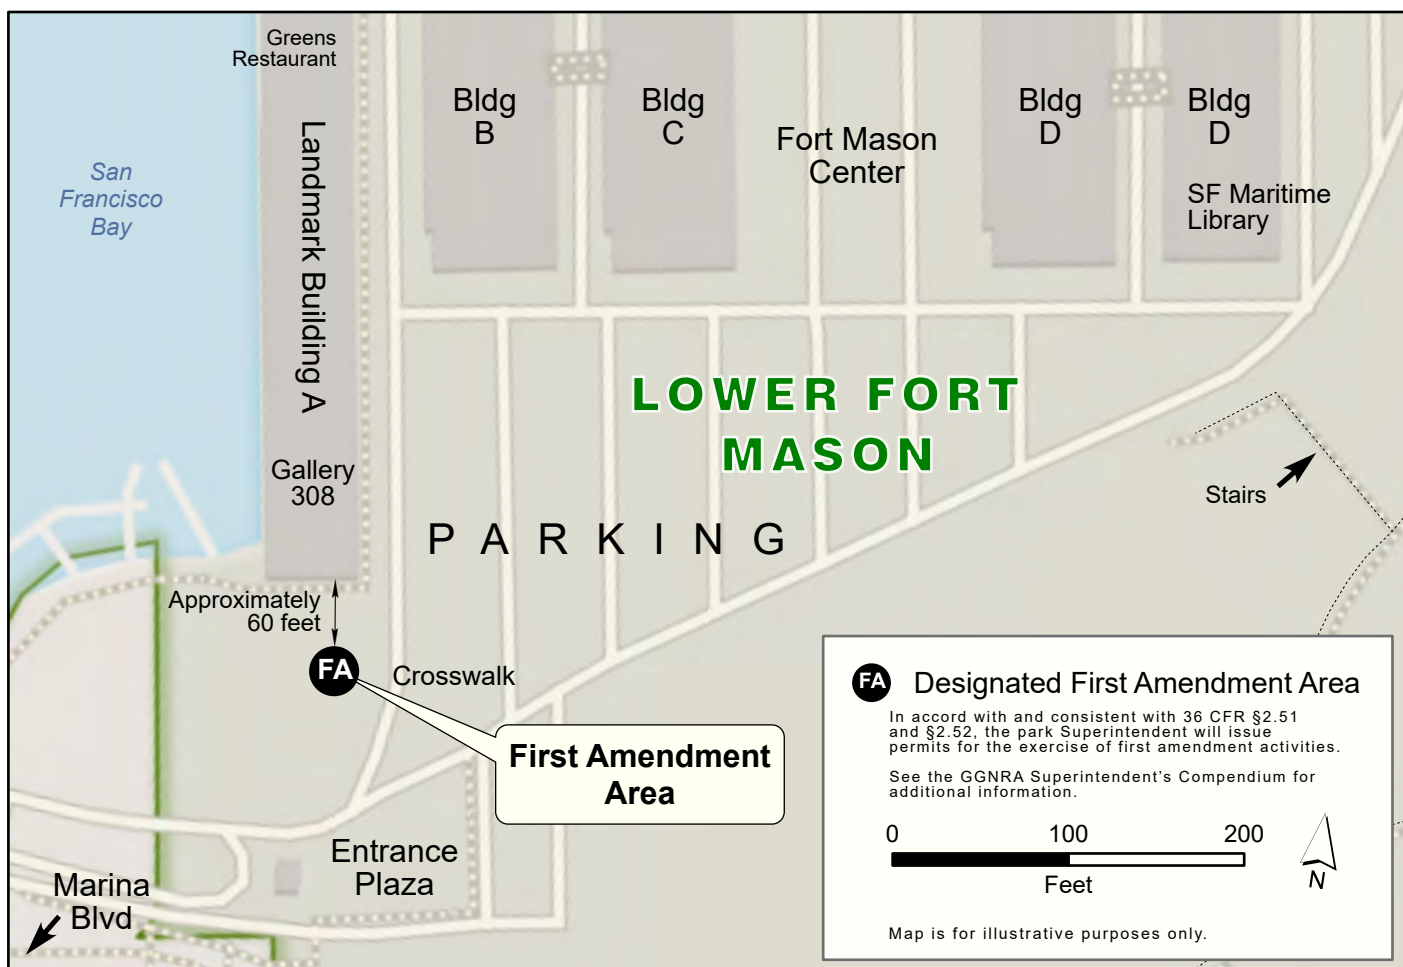 Greens
Restaurant
Landmark Building A
Gallery
308
San
Francisco
Bay
Bldg
B
Bldg
C
Fort Mason
Center
Bldg
D
Bldg
D
SF Maritime
Library
LOWER FORT
MASON
PARKING
Stairs
Approximately
60 feet
FA
Crosswalk
First Amendment
Area
Entrance
Plaza
Marina
Blvd
FA Designated First Amendment Area
In accord with and consistent with 36 CFR §2.51
and §2.52, the park Superintendent will issue
permits for the exercise of first amendment activities.
See the GGNRA Superintendent’s Compendium for
additional information.
0 100 200
Feet
N
Map is for illustrative purposes only.